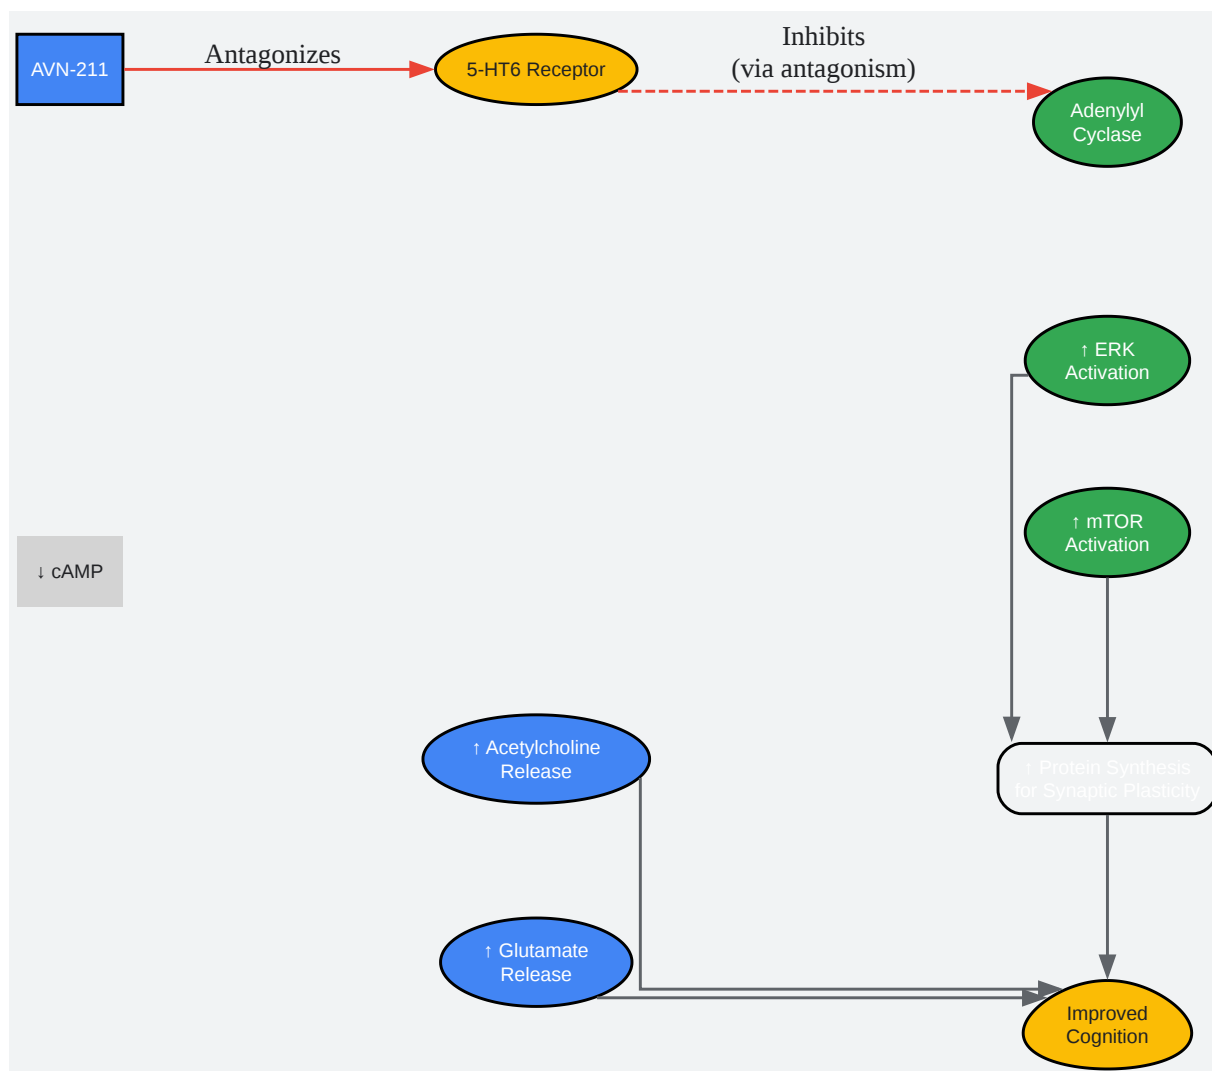 AVN-211
Antagonizes
5-HT6 Receptor
Inhibits
(via antagonism)
Adenylyl
Cyclase
↑ ERK
Activation
↑ mTOR
Activation
↓ cAMP
↑ Acetylcholine
Release
↑ Protein Synthesis
for Synaptic Plasticity
↑ Glutamate
Release
Improved
Cognition